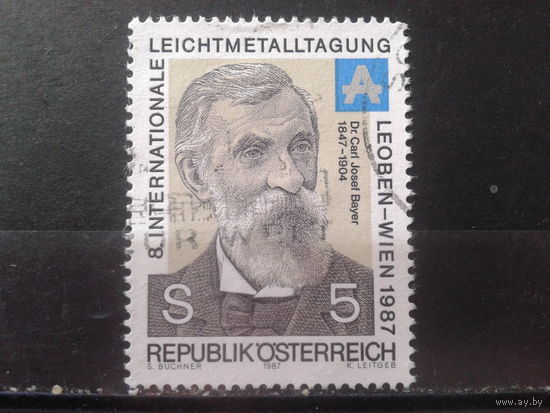 8. INTERNATIONALE
LEICHTMETALLTAGUNG
LEOBEN–WIEN 1987
A
Dr. Carl Josef Bayer
1847–1904
S 5
REPUBLIK ÖSTERREICH
S. BUCHNER 1987 K. LEITGEB
www.ay.by